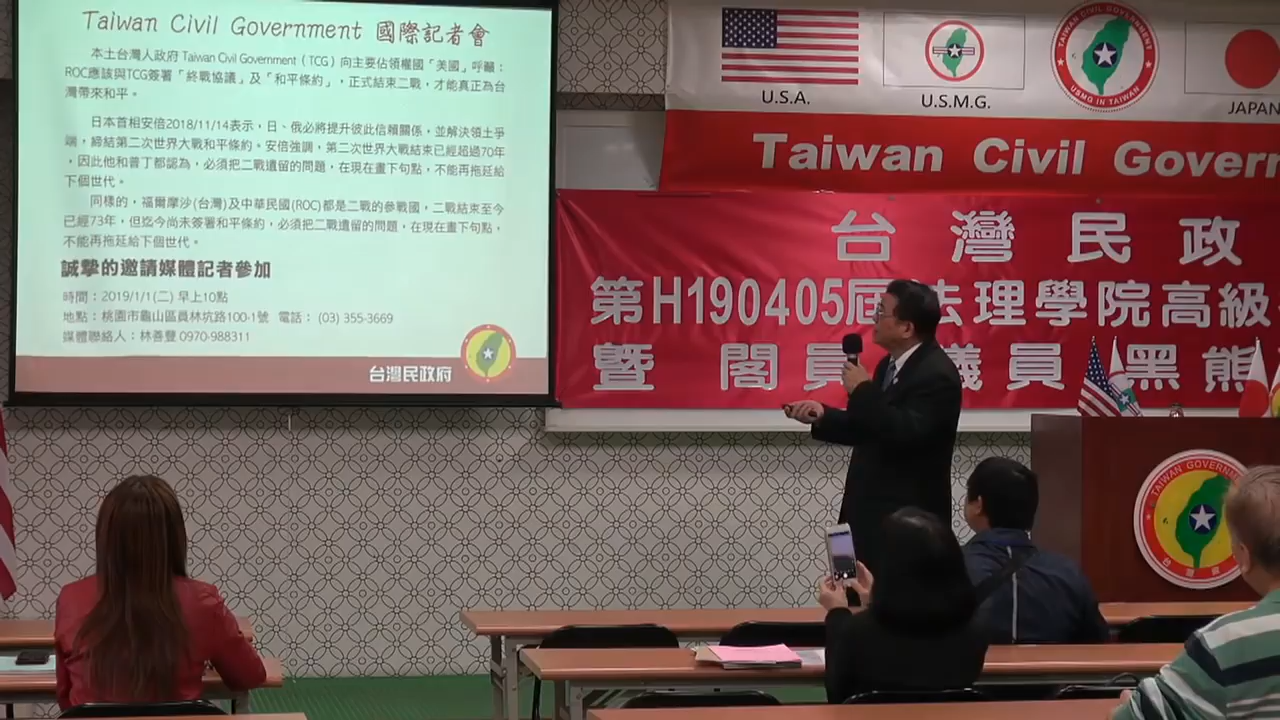 Taiwan Civil Government 國際記者會
本土台灣人政府 Taiwan Civil Government (TCG) 向主要佔領權國「美國」呼籲:
ROC應該與TCG簽署「終戰協議」及「和平條約」,正式結束二戰,才能真正為台
灣帶來和平。
日本首相安倍2018/11/14表示,日、俄必將提升彼此信賴關係,並解決領土爭
端,締結第二次世界大戰和平條約。安倍強調,第二次世界大戰結束已經超過70年
,因此他和普丁都認為,必須把二戰遺留的問題,在現在畫下句點,不能再拖延給
下個世代。
同樣的,福爾摩沙(台灣)及中華民國(ROC)都是二戰的參戰國,二戰結束至今
已經73年,但迄今尚未簽署和平條約,必須把二戰遺留的問題,在現在畫下句點,
不能再拖延給下個世代。
誠摯的邀請媒體記者參加
時間:2019/1/1(二) 早上10點
地點:桃園市龜山區員林坑路100-1號 電話: (03) 355-3669
媒體聯絡人:林善豐 0970-988311
台灣民政府
U.S.A.
U.S.M.G.
TAIWAN CIVIL GOVERNMENT
USMG IN TAIWAN
JAPAN
Taiwan Civil Govern
台灣民政
第H190405屆法理學院高級
暨 閣員 議員 黑熊
TAIWAN GOVERNM